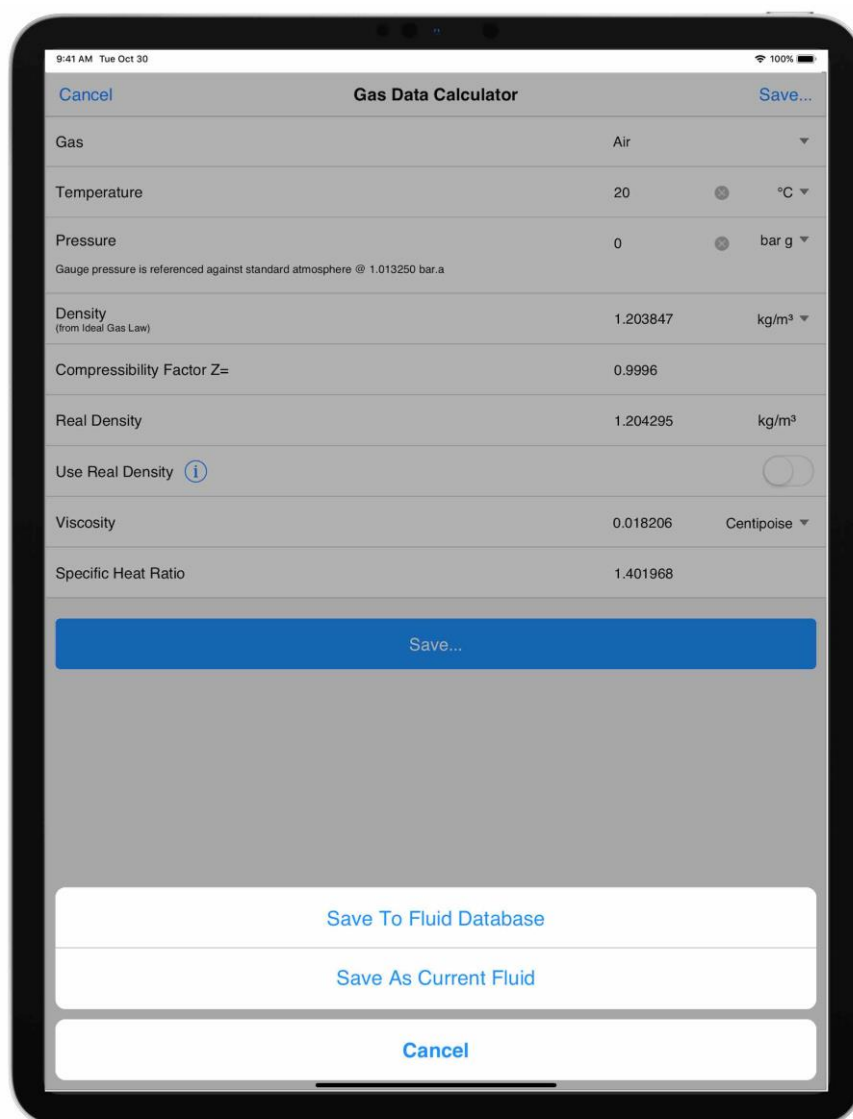 9:41 AM Tue Oct 30 100%
Cancel Gas Data Calculator Save...
Gas Air
Temperature 20 °C
Pressure 0 bar g
Gauge pressure is referenced against standard atmosphere @ 1.013250 bar.a
Density 1.203847 kg/m³
(from Ideal Gas Law)
Compressibility Factor Z= 0.9996
Real Density 1.204295 kg/m³
Use Real Density i
Viscosity 0.018206 Centipoise
Specific Heat Ratio 1.401968
Save...
Save To Fluid Database
Save As Current Fluid
Cancel